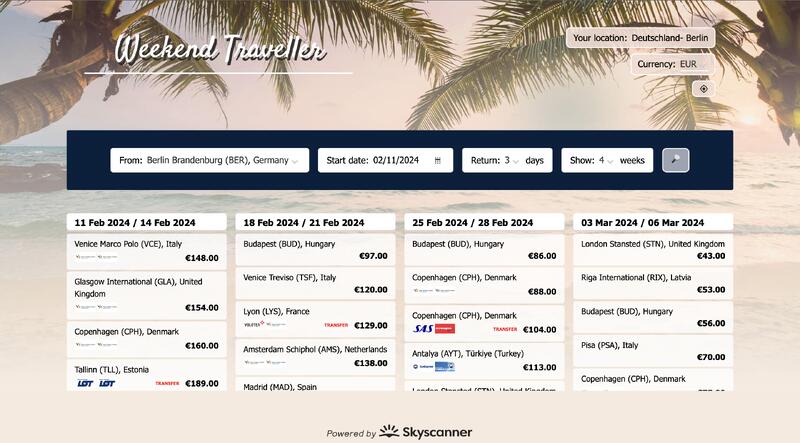 Weekend Traveller
Your location: Deutschland- Berlin
Currency: EUR
From: Berlin Brandenburg (BER), Germany
Start date: 02/11/2024
Return: 3 days
Show: 4 weeks
11 Feb 2024 / 14 Feb 2024
Venice Marco Polo (VCE), Italy
€148.00
Glasgow International (GLA), United
Kingdom
€154.00
Copenhagen (CPH), Denmark
€160.00
Tallinn (TLL), Estonia
LOT LOT TRANSFER €189.00
18 Feb 2024 / 21 Feb 2024
Budapest (BUD), Hungary
€97.00
Venice Treviso (TSF), Italy
€120.00
Lyon (LYS), France
VOLOTEA TRANSFER €129.00
Amsterdam Schiphol (AMS), Netherlands
€138.00
Madrid (MAD), Spain
25 Feb 2024 / 28 Feb 2024
Budapest (BUD), Hungary
€86.00
Copenhagen (CPH), Denmark
€88.00
Copenhagen (CPH), Denmark
SAS TRANSFER €104.00
Antalya (AYT), Türkiye (Turkey)
€113.00
London Stansted (STN), United Kingdom
03 Mar 2024 / 06 Mar 2024
London Stansted (STN), United Kingdom
€43.00
Riga International (RIX), Latvia
€53.00
Budapest (BUD), Hungary
€56.00
Pisa (PSA), Italy
€70.00
Copenhagen (CPH), Denmark
Powered by Skyscanner